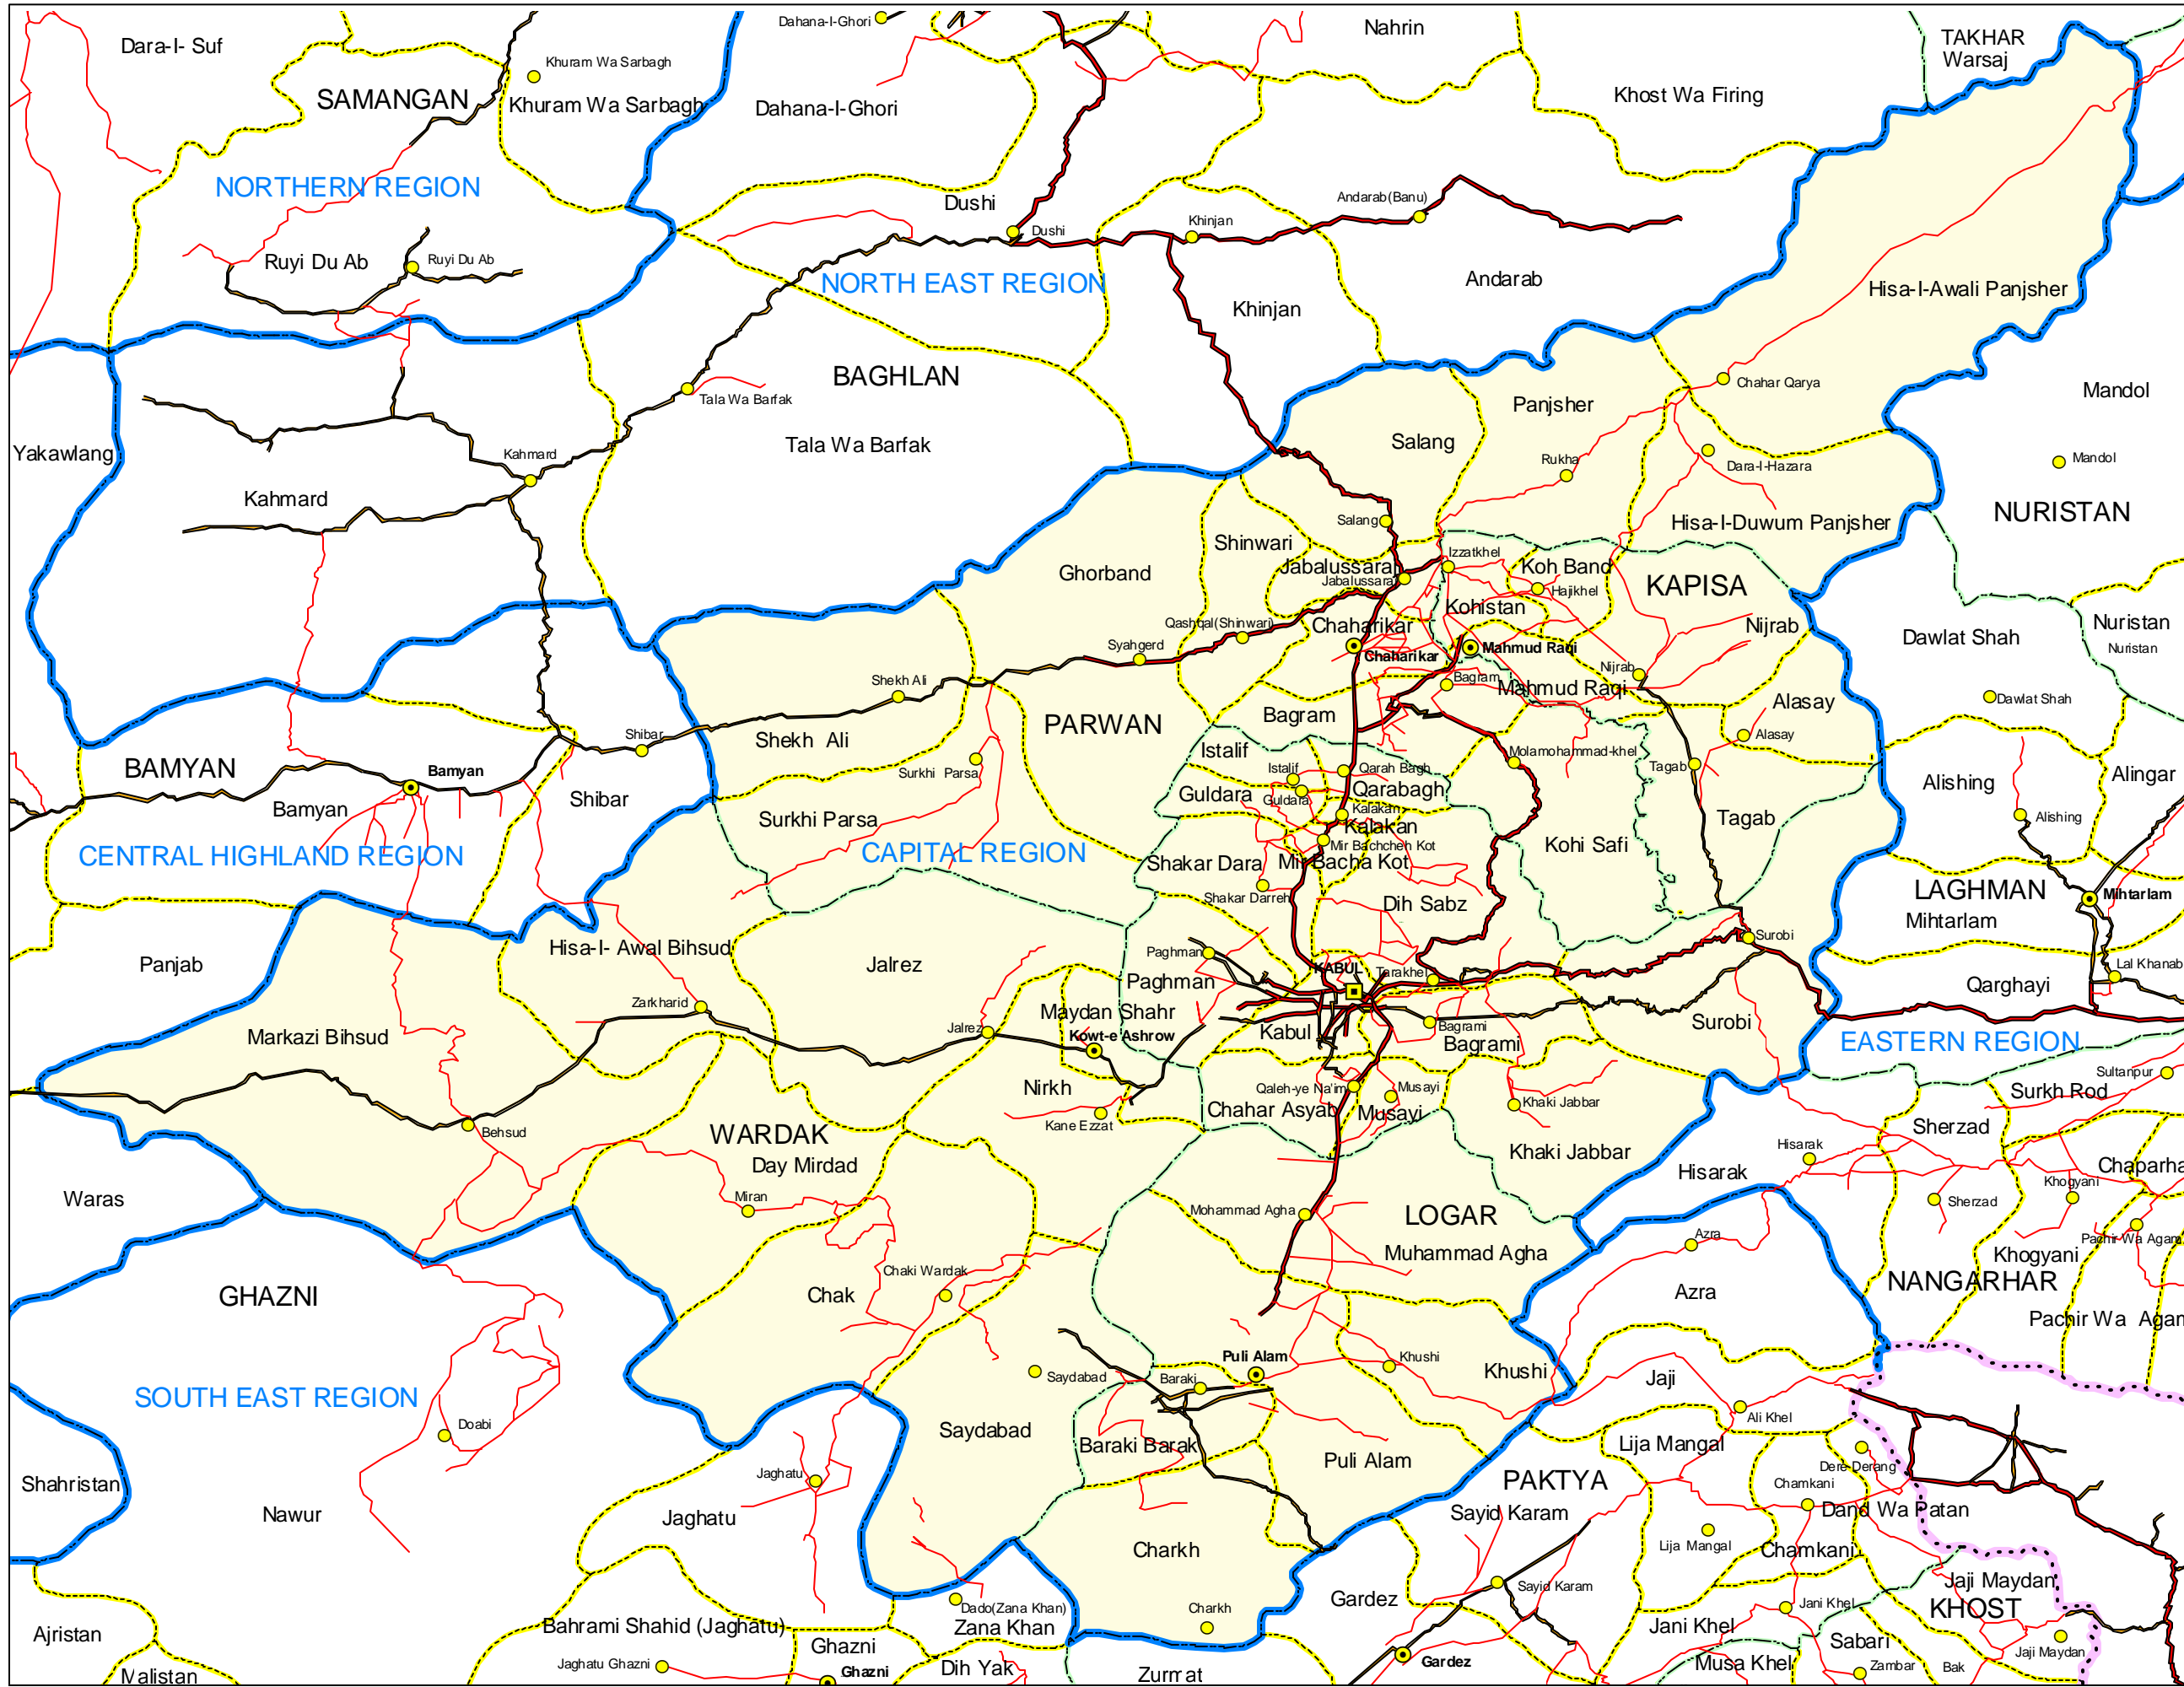 Dahana-I-Ghori
Nahrin
TAKHAR
Warsaj
Dara-I- Suf
Khuram Wa Sarbagh
SAMANGAN
Khuram Wa Sarbagh
Dahana-I-Ghori
Khost Wa Firing
NORTHERN REGION
Dushi
Andarab(Banu)
Khinjan
Dushi
Ruyi Du Ab
Ruyi Du Ab
NORTH EAST REGION
Andarab
Hisa-I-Awali Panjsher
Khinjan
BAGHLAN
Chahar Qarya
Mandol
Tala Wa Barfak
Panjsher
Yakawlang
Tala Wa Barfak
Salang
Kahmard
Rukha
Dara-I-Hazara
Mandol
Kahmard
NURISTAN
Salang
Hisa-I-Duwum Panjsher
Shinwari
Izzatkhel
Ghorband
Jabalussaraj
Koh Band
Jabalussaraj
KAPISA
Hajikhel
Kohistan
Qashqal(Shinwari)
Chaharikar
Nijrab
Dawlat Shah
Nuristan
Nuristan
Syahgerd
Chaharikar
Mahmud Raqi
Nijrab
Shekh Ali
Bagram
Mahmud Raqi
Dawlat Shah
PARWAN
Bagram
Alasay
Shibar
Shekh Ali
Istalif
Alasay
Molamohammad-khel
BAMYAN
Bamyan
Surkhi Parsa
Istalif
Qarah Bagh
Tagab
Alishing
Alingar
Shibar
Guldara
Guldara
Qarabagh
Bamyan
Kalakan
Surkhi Parsa
Kalakan
Tagab
Alishing
CENTRAL HIGHLAND REGION
CAPITAL REGION
Mir Bachcheh Kot
Kohi Safi
Shakar Dara
Mir Bacha Kot
Shakar Darreh
Dih Sabz
LAGHMAN
Mihtarlam
Mihtarlam
Hisa-I- Awal Bihsud
Surobi
Panjab
Jalrez
Paghman
KABUL
Tarakhel
Lal Khanabad
Paghman
Qarghayi
Zarkharid
Maydan Shahr
Markazi Bihsud
Jalrez
Kowt-e Ashrow
Kabul
Bagrami
Surobi
Bagrami
EASTERN REGION
Nirkh
Qaleh-ye Na'im
Musayi
Sultanpur
Surkh Rod
Kane Ezzat
Chahar Asyab
Musayi
Khaki Jabbar
Behsud
WARDAK
Sherzad
Day Mirdad
Khaki Jabbar
Hisarak
Hisarak
Chaparha
Waras
Miran
Sherzad
Khogyani
Mohammad Agha
LOGAR
Azra
Pachir Wa Agam
Muhammad Agha
Khogyani
Chaki Wardak
GHAZNI
Chak
Azra
NANGARHAR
Pachir Wa Agam
Puli Alam
Khushi
Khushi
SOUTH EAST REGION
Saydabad
Baraki
Jaji
Ali Khel
Doabi
Saydabad
Baraki Barak
Lija Mangal
Puli Alam
Dere Derang
Shahristan
Jaghatu
PAKTYA
Chamkani
Nawur
Jaghatu
Sayid Karam
Dand Wa Patan
Charkh
Lija Mangal
Chamkani
Sayid Karam
Jaji Maydan
Dado(Zana Khan)
Charkh
Gardez
Jani Khel
KHOST
Ajristan
Bahrami Shahid (Jaghatu)
Zana Khan
Jani Khel
Sabari
Ghazni
Jaji Maydan
Jaghatu Ghazni
Ghazni
Dih Yak
Gardez
Musa Khel
Zambar
Bak
Malistan
Zurmat